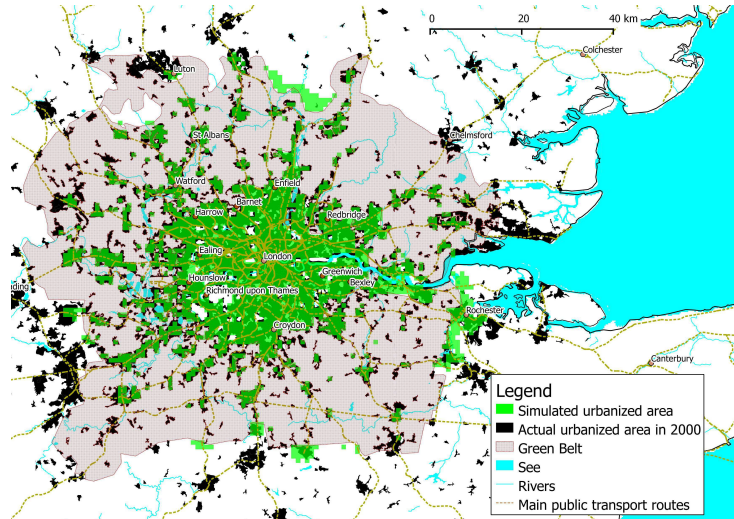 0 20 40 km
Colchester
Luton
St Albans
Chelmsford
Watford
Enfield
Barnet
Harrow
Redbridge
Ealing
London
Hounslow
Greenwich
Bexley
ding
Richmond upon Thames
Rochester
Croydon
Canterbury
Legend
Simulated urbanized area
Actual urbanized area in 2000
Green Belt
See
Rivers
Main public transport routes